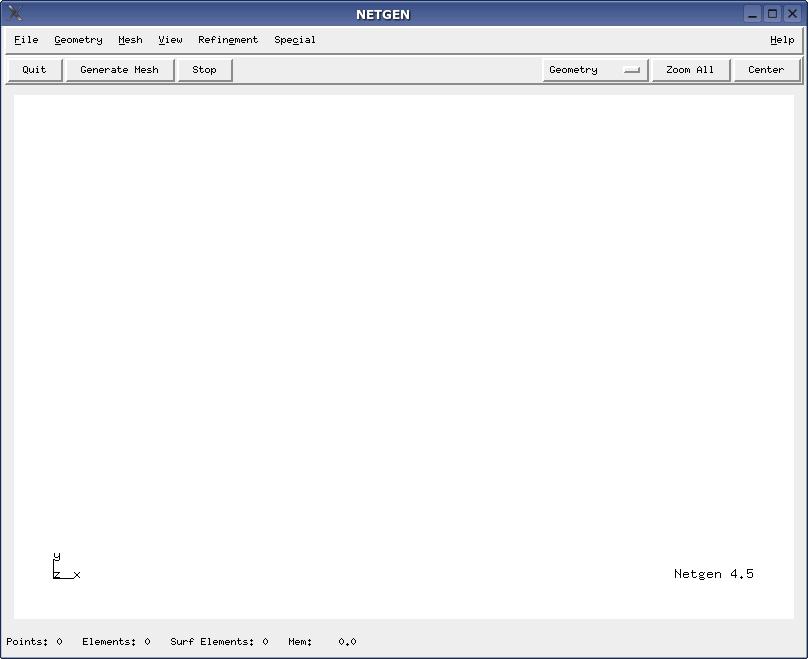 NETGEN
File Geometry Mesh View Refinement Special Help
Quit Generate Mesh Stop Geometry Zoom All Center
y
z x
Netgen 4.5
Points: 0 Elements: 0 Surf Elements: 0 Mem: 0.0